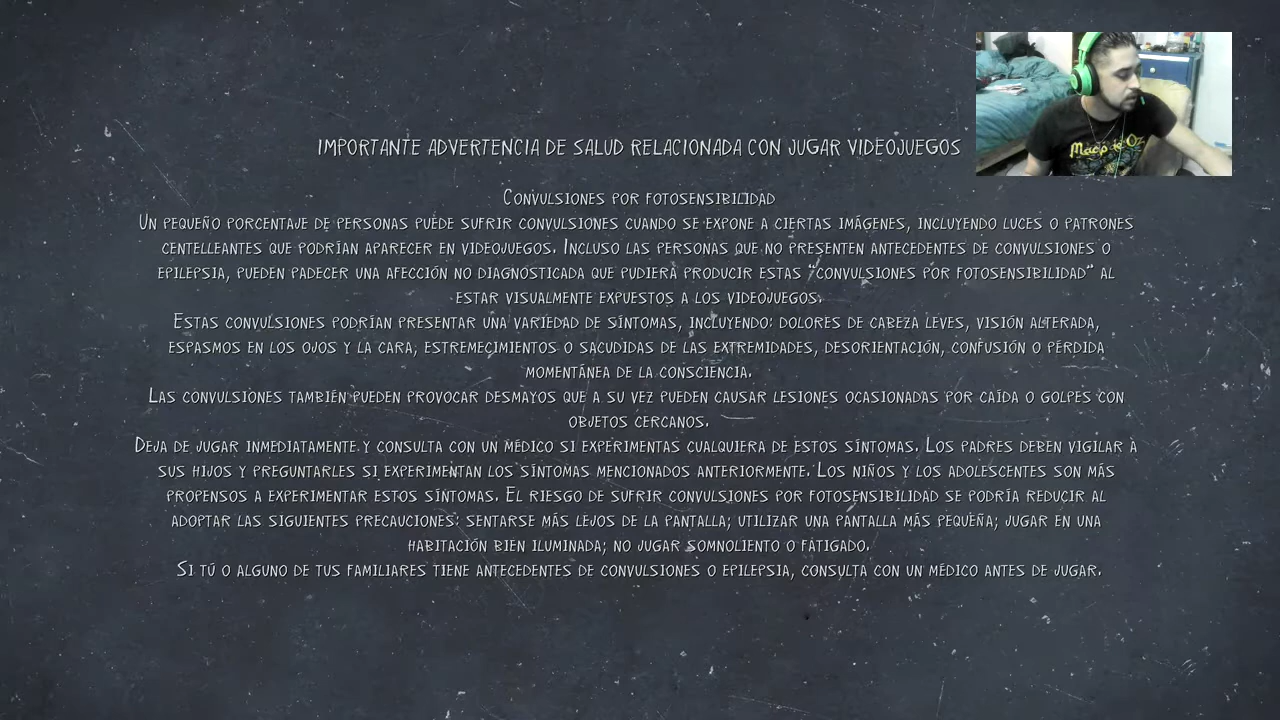 IMPORTANTE ADVERTENCIA DE SALUD RELACIONADA CON JUGAR VIDEOJUEGOS
CONVULSIONES POR FOTOSENSIBILIDAD
UN PEQUEÑO PORCENTAJE DE PERSONAS PUEDE SUFRIR CONVULSIONES CUANDO SE EXPONE A CIERTAS IMÁGENES, INCLUYENDO LUCES O PATRONES
CENTELLEANTES QUE PODRÍAN APARECER EN VIDEOJUEGOS. INCLUSO LAS PERSONAS QUE NO PRESENTEN ANTECEDENTES DE CONVULSIONES O
EPILEPSIA, PUEDEN PADECER UNA AFECCIÓN NO DIAGNOSTICADA QUE PUDIERA PRODUCIR ESTAS "CONVULSIONES POR FOTOSENSIBILIDAD" AL
ESTAR VISUALMENTE EXPUESTOS A LOS VIDEOJUEGOS.
ESTAS CONVULSIONES PODRÍAN PRESENTAR UNA VARIEDAD DE SÍNTOMAS, INCLUYENDO: DOLORES DE CABEZA LEVES, VISIÓN ALTERADA,
ESPASMOS EN LOS OJOS Y LA CARA; ESTREMECIMIENTOS O SACUDIDAS DE LAS EXTREMIDADES, DESORIENTACIÓN, CONFUSIÓN O PÉRDIDA
MOMENTÁNEA DE LA CONSCIENCIA.
LAS CONVULSIONES TAMBIÉN PUEDEN PROVOCAR DESMAYOS QUE A SU VEZ PUEDEN CAUSAR LESIONES OCASIONADAS POR CAÍDA O GOLPES CON
OBJETOS CERCANOS.
DEJA DE JUGAR INMEDIATAMENTE Y CONSULTA CON UN MÉDICO SI EXPERIMENTAS CUALQUIERA DE ESTOS SÍNTOMAS. LOS PADRES DEBEN VIGILAR A
SUS HIJOS Y PREGUNTARLES SI EXPERIMENTAN LOS SÍNTOMAS MENCIONADOS ANTERIORMENTE. LOS NIÑOS Y LOS ADOLESCENTES SON MÁS
PROPENSOS A EXPERIMENTAR ESTOS SÍNTOMAS. EL RIESGO DE SUFRIR CONVULSIONES POR FOTOSENSIBILIDAD SE PODRÍA REDUCIR AL
ADOPTAR LAS SIGUIENTES PRECAUCIONES: SENTARSE MÁS LEJOS DE LA PANTALLA; UTILIZAR UNA PANTALLA MÁS PEQUEÑA; JUGAR EN UNA
HABITACIÓN BIEN ILUMINADA; NO JUGAR SOMNOLIENTO O FATIGADO.
SI TÚ O ALGUNO DE TUS FAMILIARES TIENE ANTECEDENTES DE CONVULSIONES O EPILEPSIA, CONSULTA CON UN MÉDICO ANTES DE JUGAR.
Mago de Oz